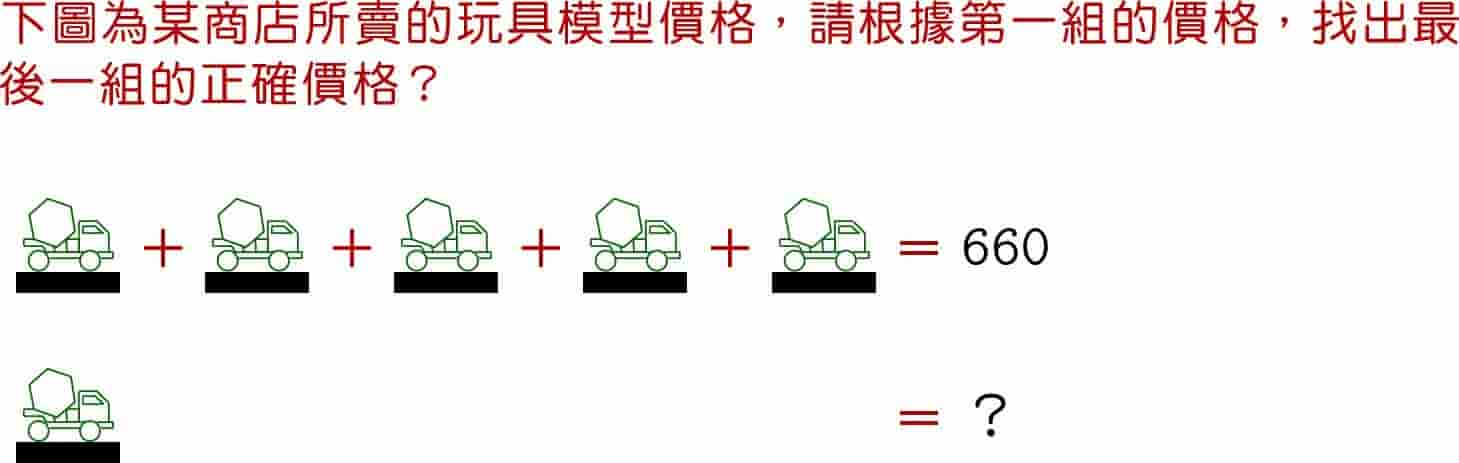 下圖為某商店所賣的玩具模型價格，請根據第一組的價格，找出最
後一組的正確價格？
+ + + + = 660
= ?